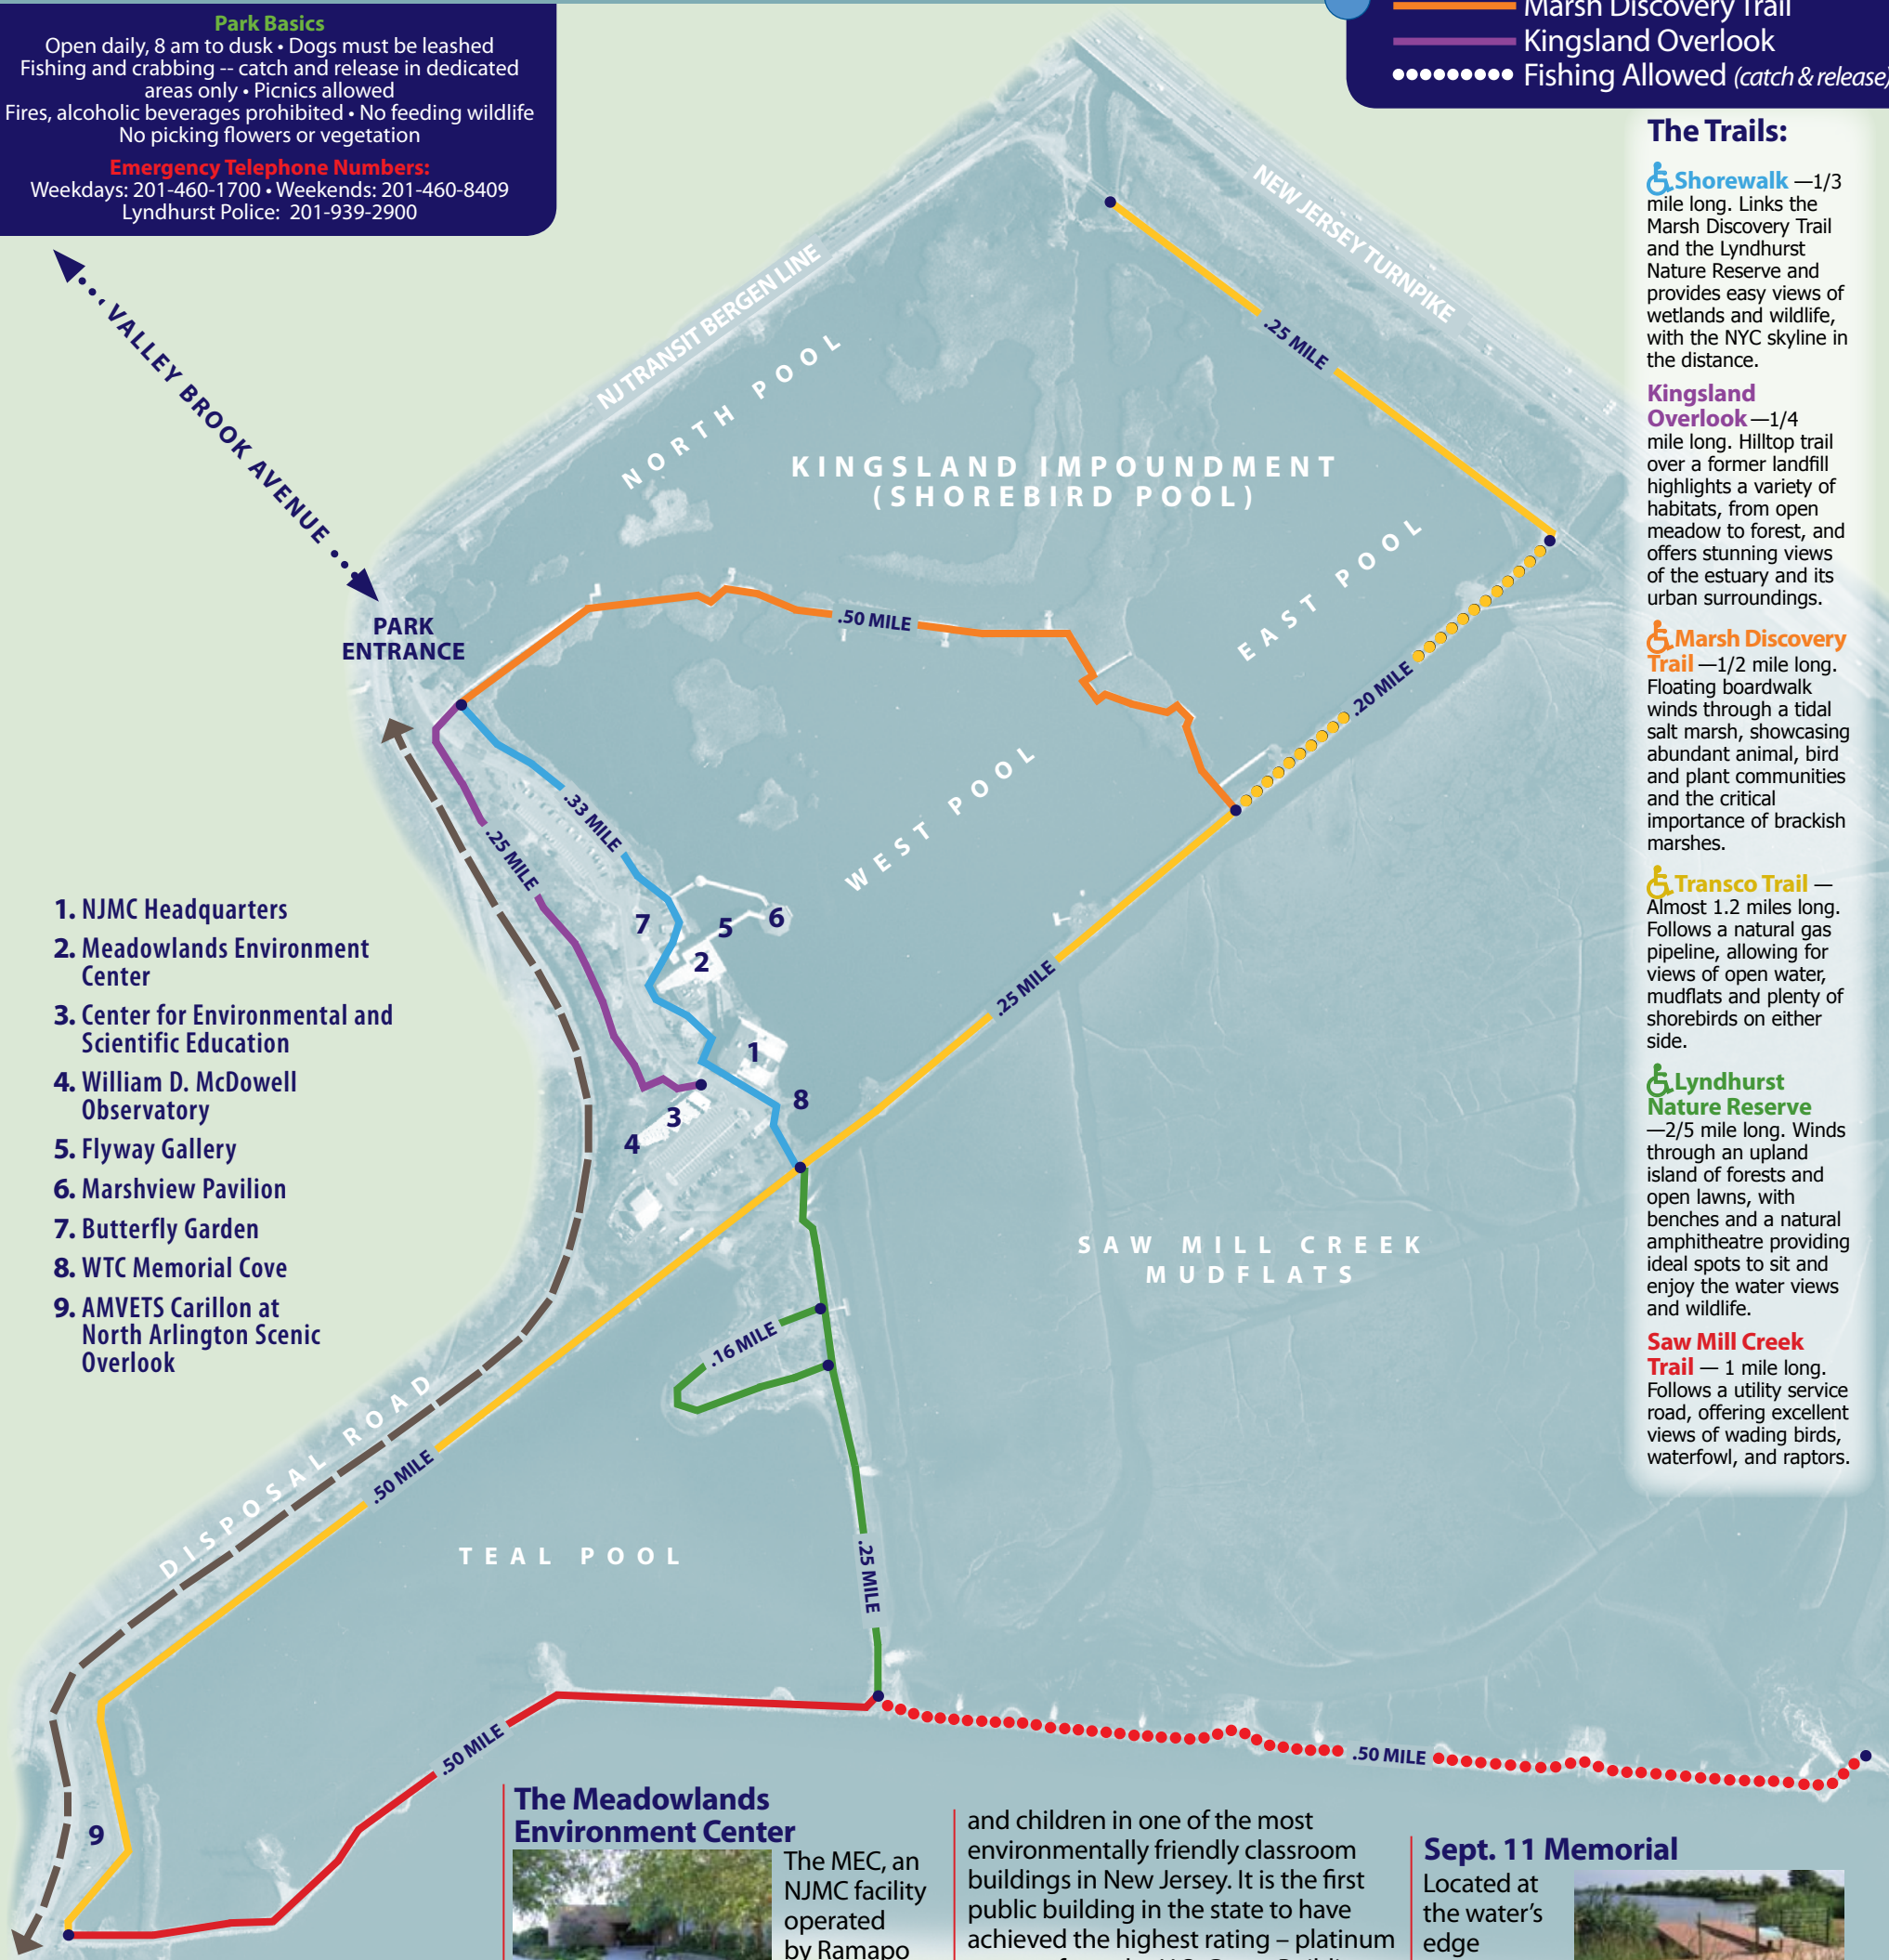 Park Basics
Open daily, 8 am to dusk • Dogs must be leashed
Fishing and crabbing -- catch and release in dedicated
areas only • Picnics allowed
Fires, alcoholic beverages prohibited • No feeding wildlife
No picking flowers or vegetation
Emergency Telephone Numbers:
Weekdays: 201-460-1700 • Weekends: 201-460-8409
Lyndhurst Police: 201-939-2900
Marsh Discovery Trail
Kingsland Overlook
Fishing Allowed (catch & release)
The Trails:
Shorewalk —1/3
mile long. Links the
Marsh Discovery Trail
and the Lyndhurst
Nature Reserve and
provides easy views of
wetlands and wildlife,
with the NYC skyline in
the distance.
Kingsland
Overlook —1/4
mile long. Hilltop trail
over a former landfill
highlights a variety of
habitats, from open
meadow to forest, and
offers stunning views
of the estuary and its
urban surroundings.
Marsh Discovery
Trail —1/2 mile long.
Floating boardwalk
winds through a tidal
salt marsh, showcasing
abundant animal, bird
and plant communities
and the critical
importance of brackish
marshes.
Transco Trail —
Almost 1.2 miles long.
Follows a natural gas
pipeline, allowing for
views of open water,
mudflats and plenty of
shorebirds on either
side.
Lyndhurst
Nature Reserve
—2/5 mile long. Winds
through an upland
island of forests and
open lawns, with
benches and a natural
amphitheatre providing
ideal spots to sit and
enjoy the water views
and wildlife.
Saw Mill Creek
Trail — 1 mile long.
Follows a utility service
road, offering excellent
views of wading birds,
waterfowl, and raptors.
NEW JERSEY TURNPIKE
NJ TRANSIT BERGEN LINE
VALLEY BROOK AVENUE
NORTH POOL
.25 MILE
KINGSLAND IMPOUNDMENT
(SHOREBIRD POOL)
EAST POOL
PARK
ENTRANCE
.50 MILE
.20 MILE
WEST POOL
.33 MILE
.25 MILE
7
5
6
2
.25 MILE
1
8
3
4
1. NJMC Headquarters
2. Meadowlands Environment
Center
3. Center for Environmental and
Scientific Education
4. William D. McDowell
Observatory
5. Flyway Gallery
6. Marshview Pavilion
7. Butterfly Garden
8. WTC Memorial Cove
9. AMVETS Carillon at
North Arlington Scenic
Overlook
SAW MILL CREEK
MUDFLATS
.16 MILE
DISPOSAL ROAD
.50 MILE
TEAL POOL
.25 MILE
.50 MILE
.50 MILE
9
The Meadowlands
Environment Center
The MEC, an
NJMC facility
operated
by Ramapo
and children in one of the most
environmentally friendly classroom
buildings in New Jersey. It is the first
public building in the state to have
achieved the highest rating – platinum
Sept. 11 Memorial
Located at
the water's
edge